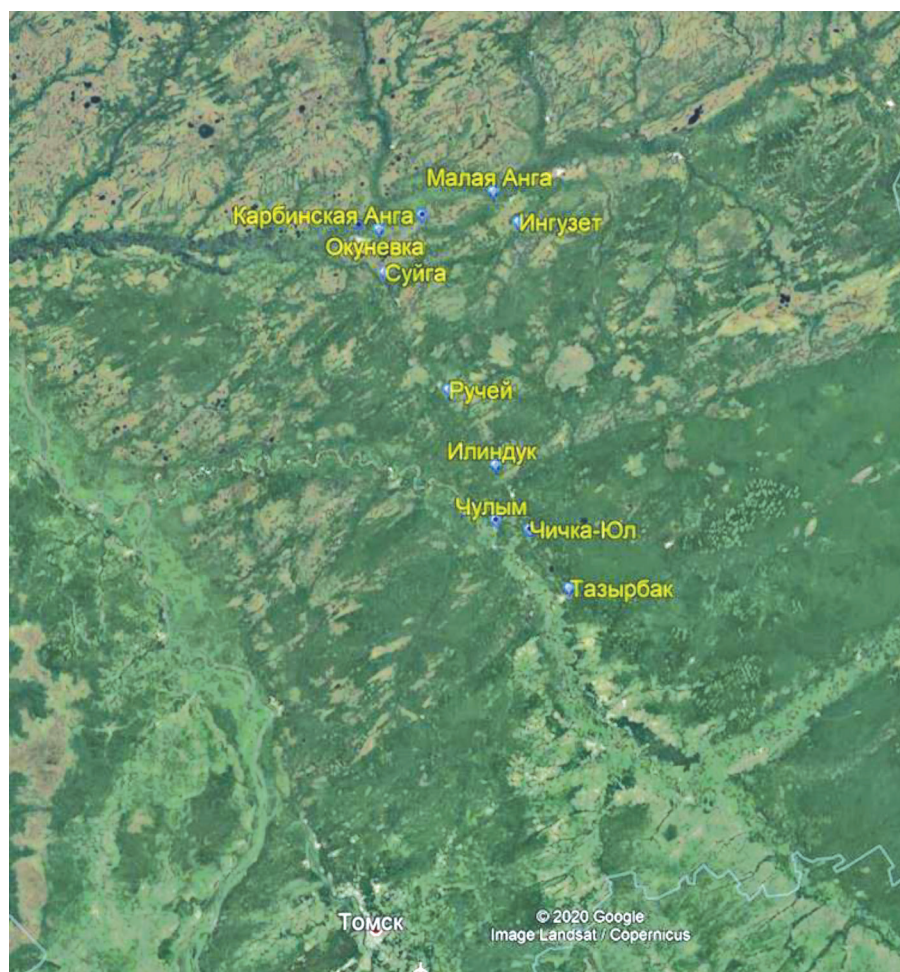 Малая Анга
Карбинская Анга
Ингузет
Окуневка
Суйга
Ручей
Илиндук
Чулым
Чичка-Юл
Тазырбак
Томск
© 2020 Google
Image Landsat / Copernicus